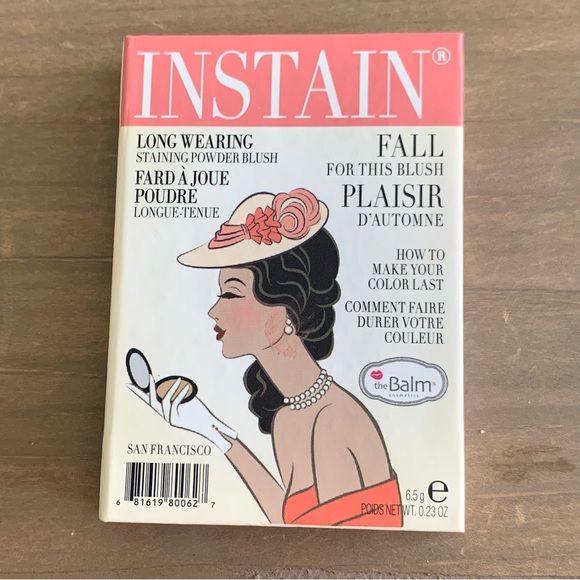 INSTAIN®
LONG WEARING
STAINING POWDER BLUSH
FARD À JOUE
POUDRE
LONGUE-TENUE
FALL
FOR THIS BLUSH
PLAISIR
D'AUTOMNE
HOW TO
MAKE YOUR
COLOR LAST
COMMENT FAIRE
DURER VOTRE
COULEUR
theBalm®
cosmetics
SAN FRANCISCO
6 81619 80062 7
6.5 g e
POIDS NET WT. 0.23 OZ